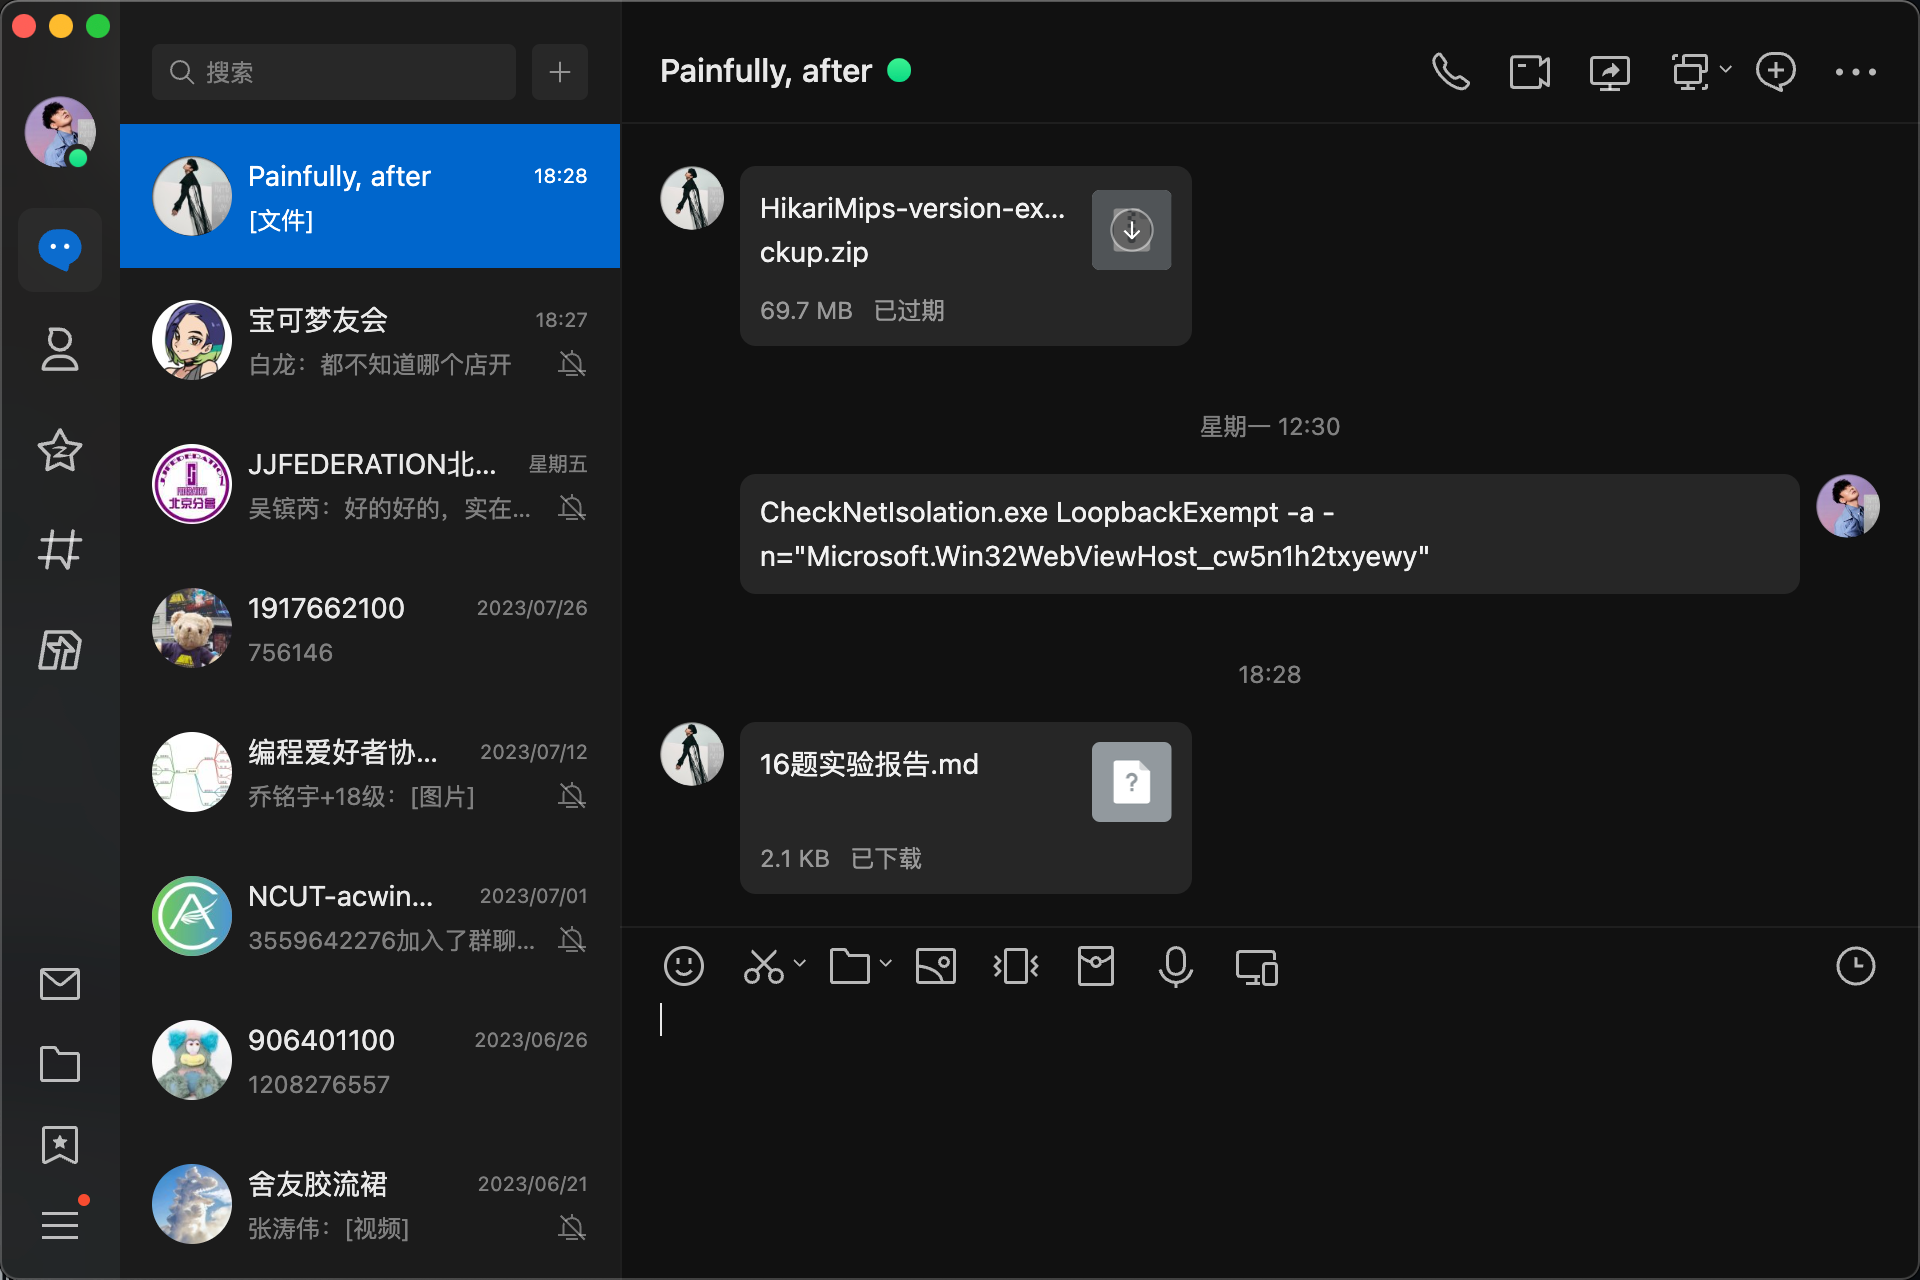 搜索
Painfully, after
18:28
[文件]
宝可梦友会
18:27
白龙：都不知道哪个店开
JJFEDERATION北...
星期五
吴镔芮：好的好的，实在...
1917662100
2023/07/26
756146
编程爱好者协...
2023/07/12
乔铭宇+18级：[图片]
NCUT-acwin...
2023/07/01
3559642276加入了群聊...
906401100
2023/06/26
1208276557
舍友胶流裙
2023/06/21
张涛伟：[视频]
JJFEDERATION
北京分會
Painfully, after
HikariMips-version-ex...
ckup.zip
69.7 MB 已过期
星期一 12:30
CheckNetIsolation.exe LoopbackExempt -a -
n="Microsoft.Win32WebViewHost_cw5n1h2txyewy"
18:28
16题实验报告.md
?
2.1 KB 已下载